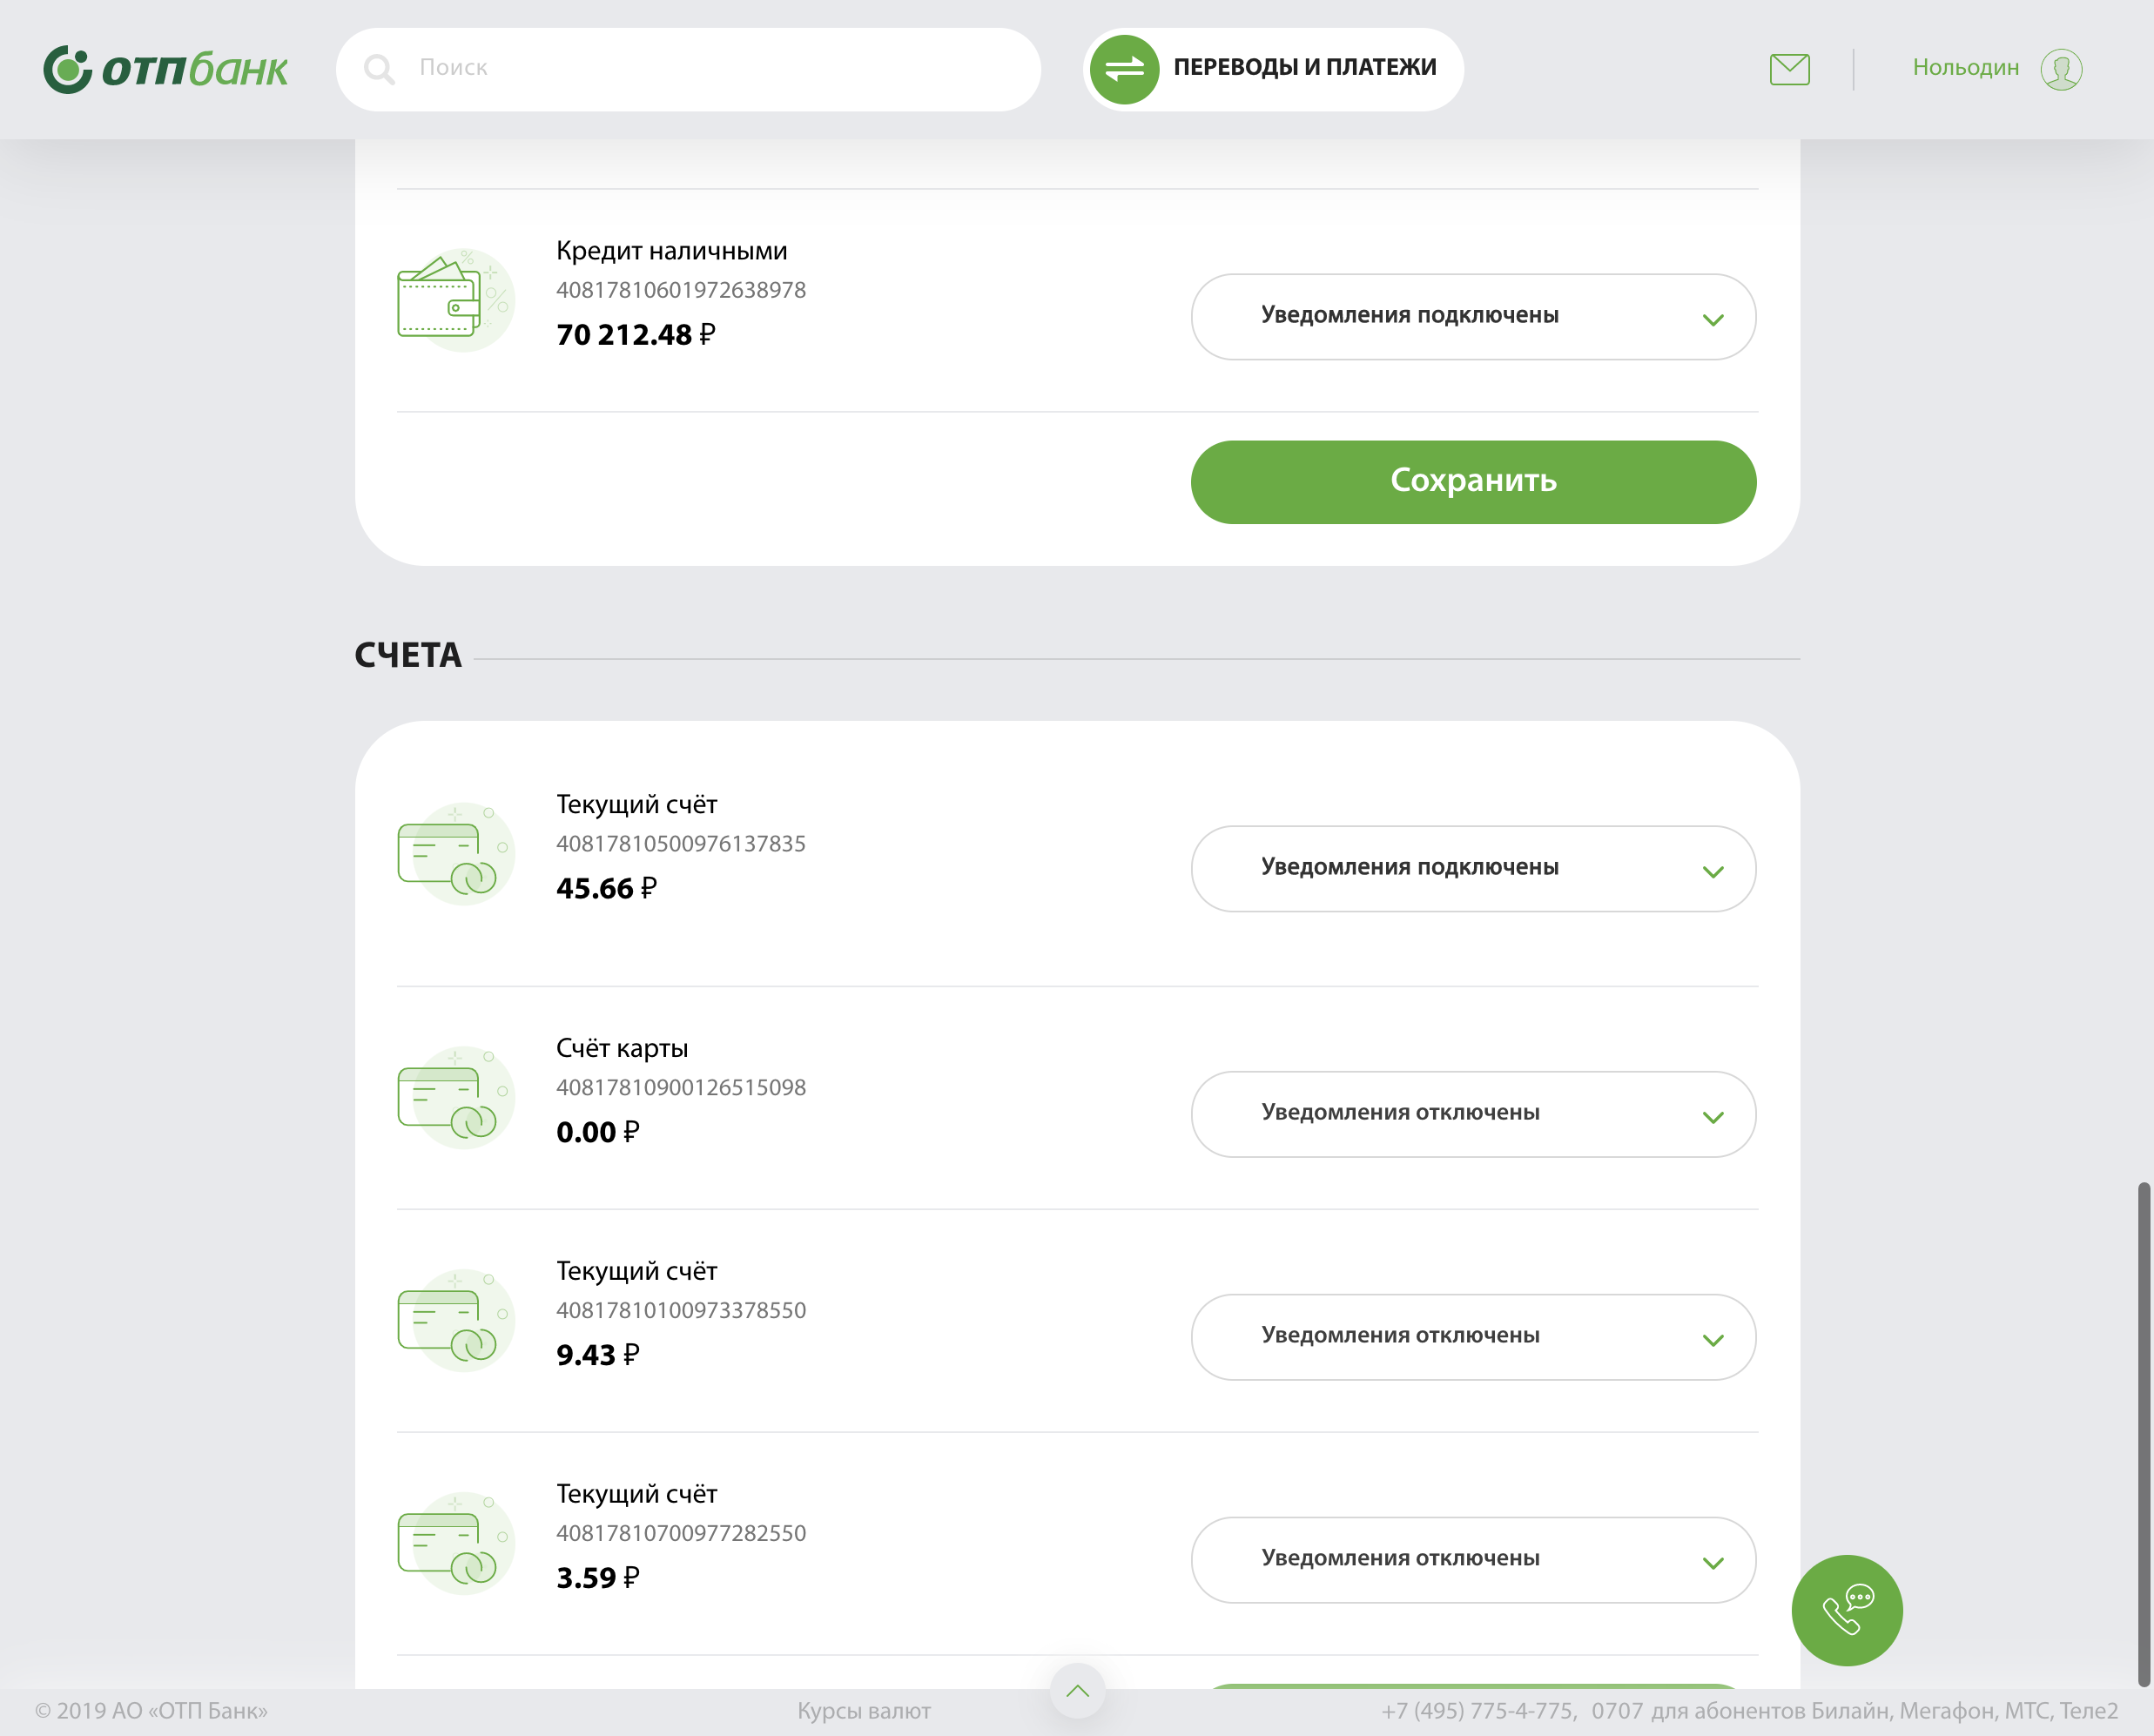 ОТПбанк
Поиск
ПЕРЕВОДЫ И ПЛАТЕЖИ
Нольодин
Кредит наличными
40817810601972638978
70 212.48 ₽
Уведомления подключены
Сохранить
СЧЕТА
Текущий счёт
40817810500976137835
45.66 ₽
Уведомления подключены
Счёт карты
40817810900126515098
0.00 ₽
Уведомления отключены
Текущий счёт
40817810100973378550
9.43 ₽
Уведомления отключены
Текущий счёт
40817810700977282550
3.59 ₽
Уведомления отключены
© 2019 АО «ОТП Банк»
Курсы валют
+7 (495) 775-4-775, 0707 для абонентов Билайн, Мегафон, МТС, Теле2